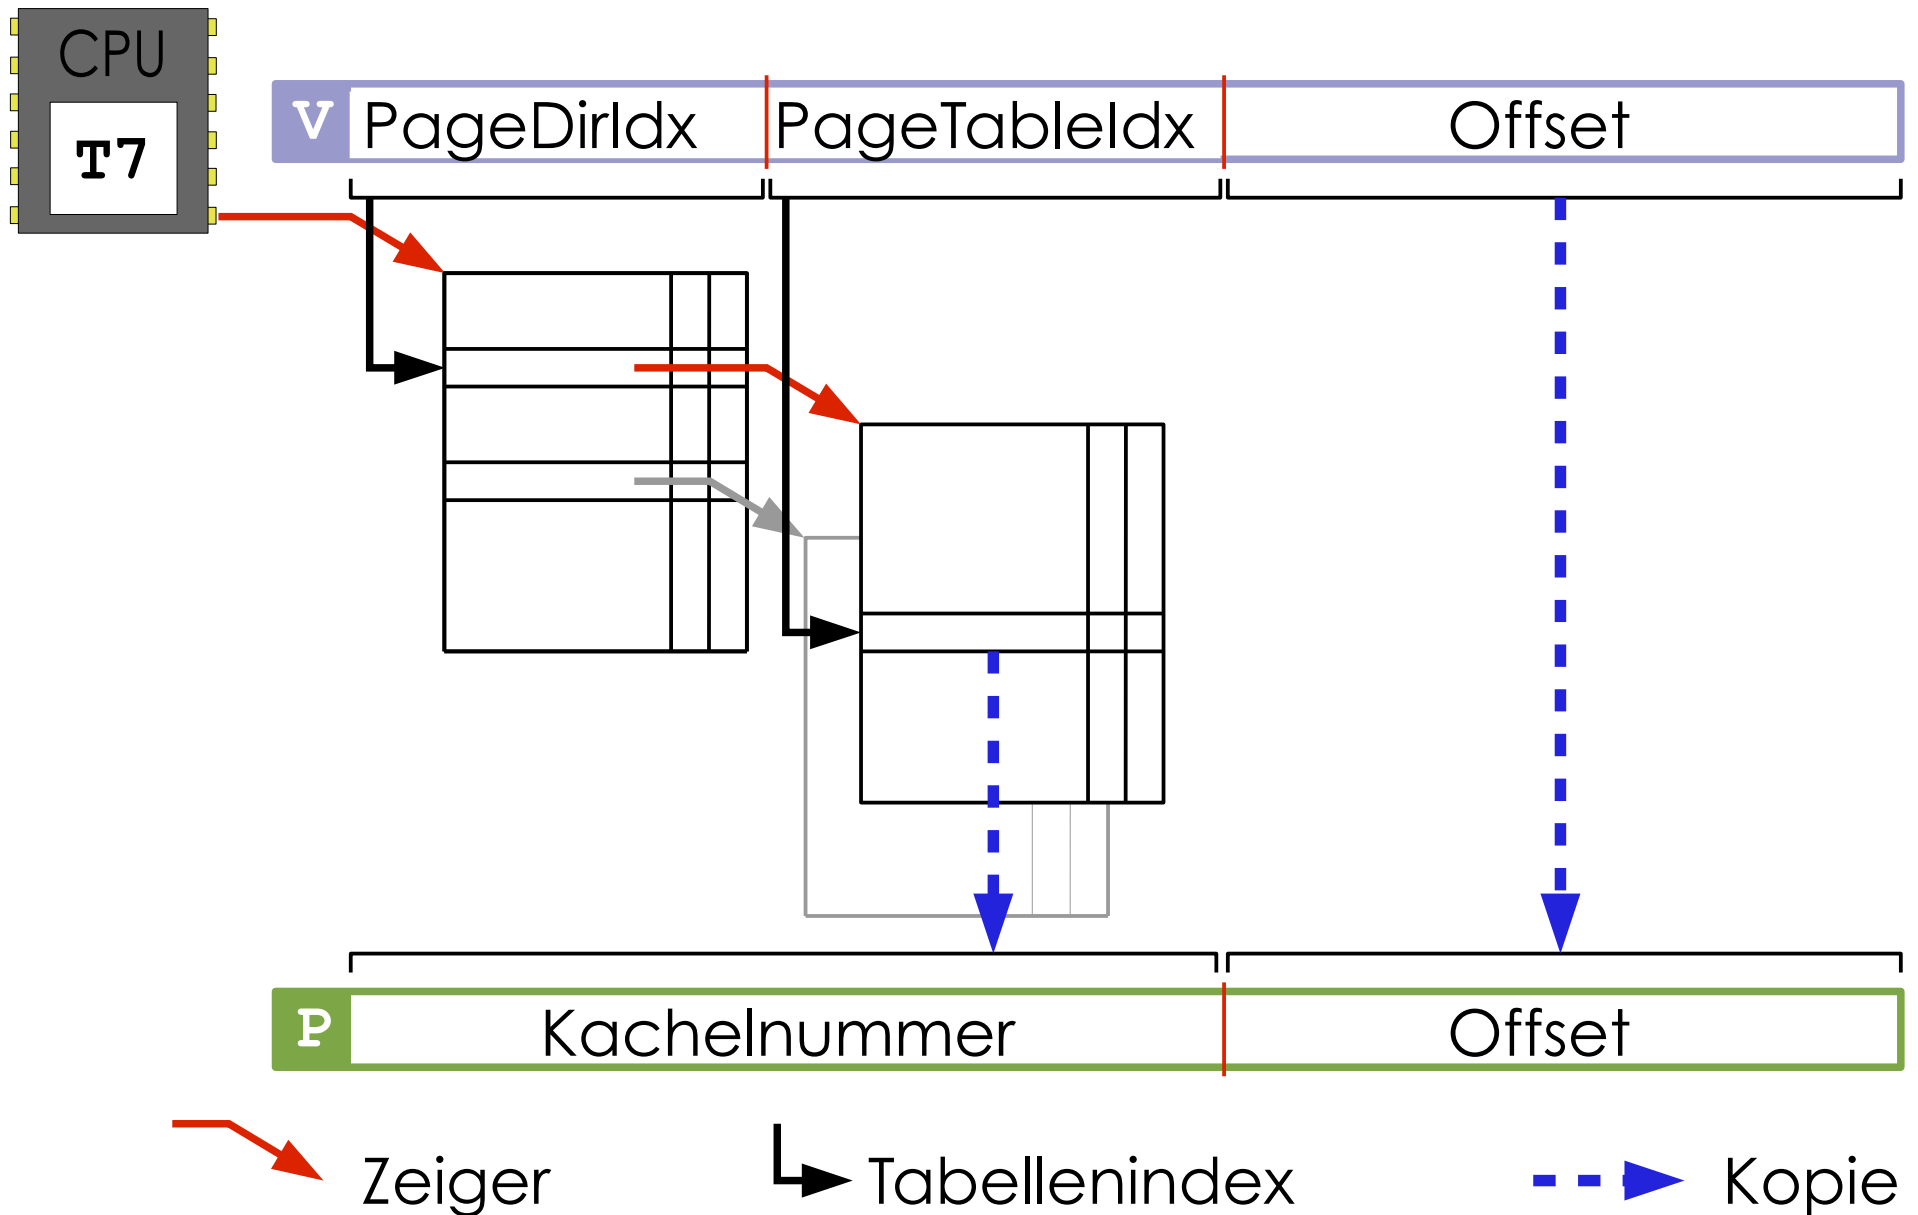 CPU
T7
V PageDirIdx PageTableIdx Offset
P Kachelnummer Offset
Zeiger Tabellenindex Kopie